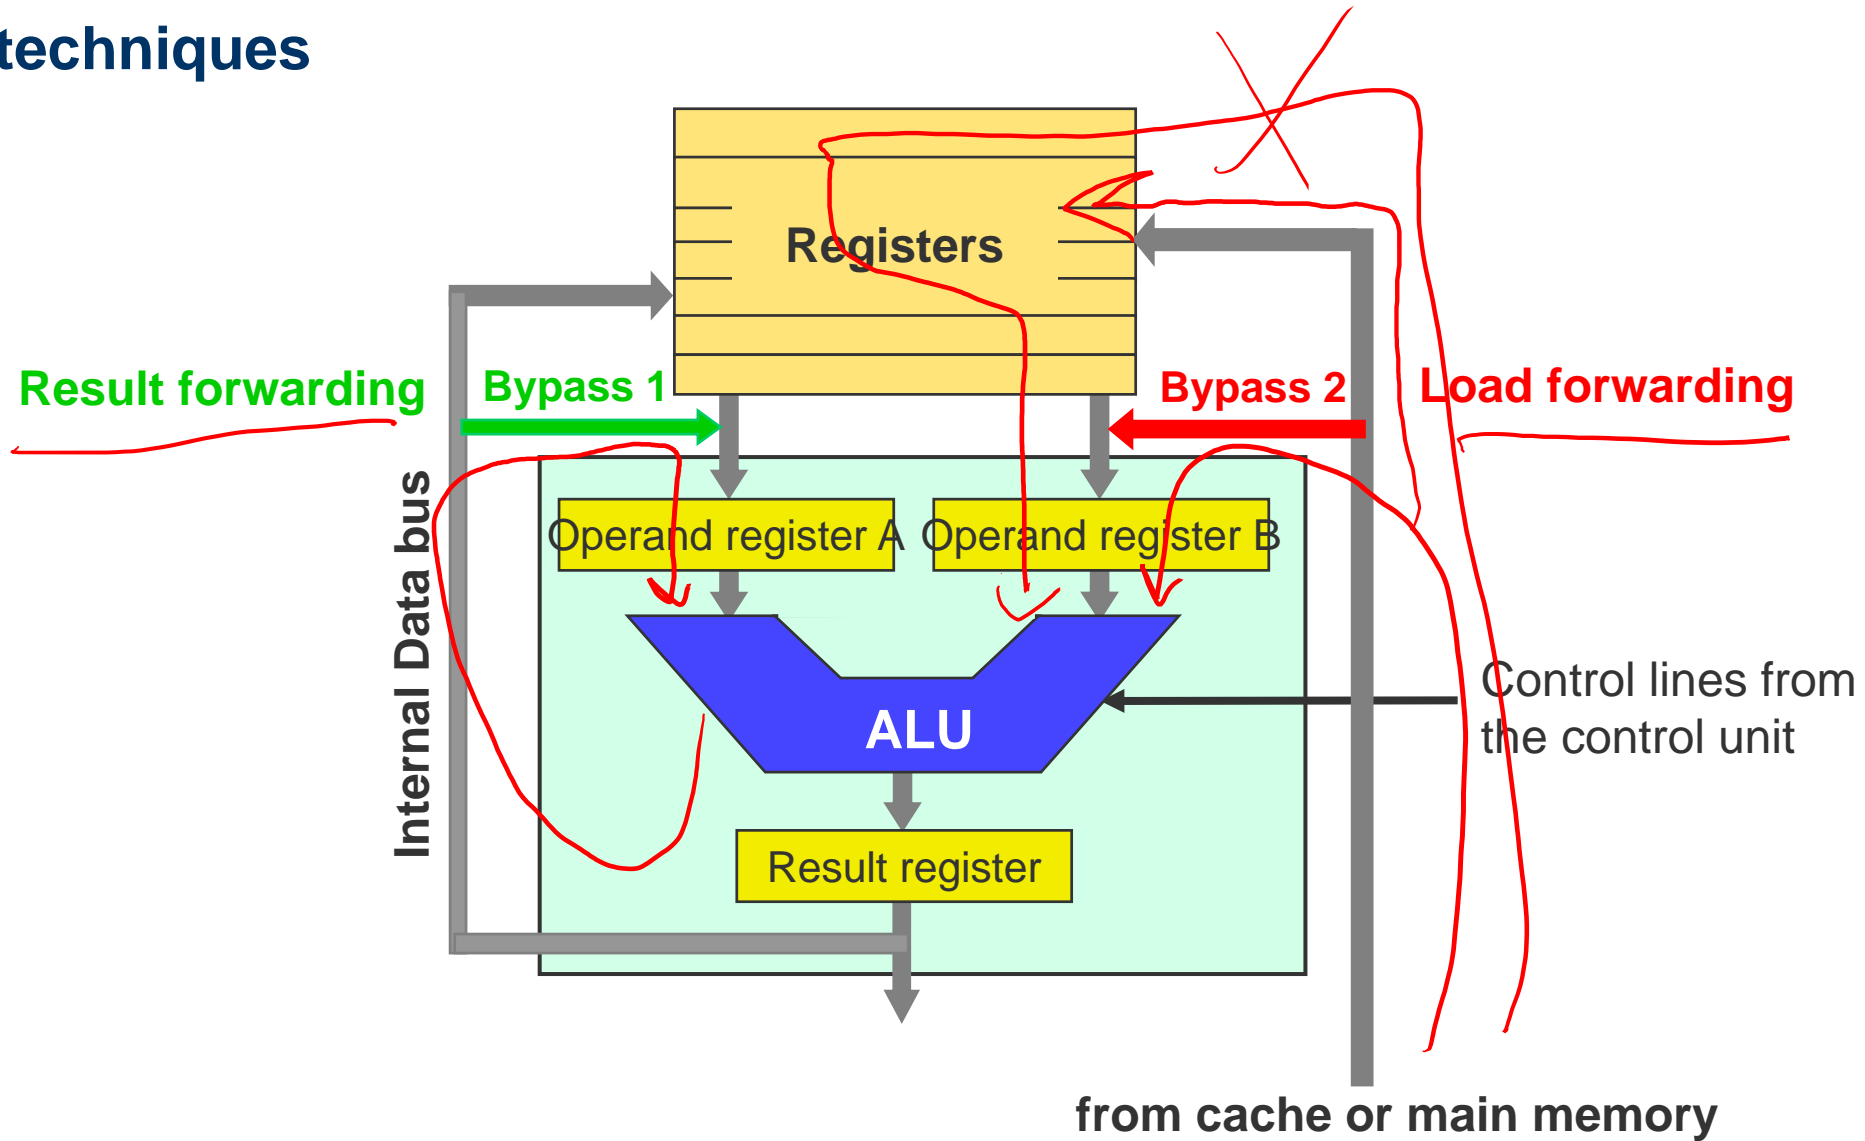 techniques
Registers
Result forwarding
Bypass 1
Bypass 2
Load forwarding
Internal Data bus
Operand register A
Operand register B
ALU
Control lines from
the control unit
Result register
from cache or main memory